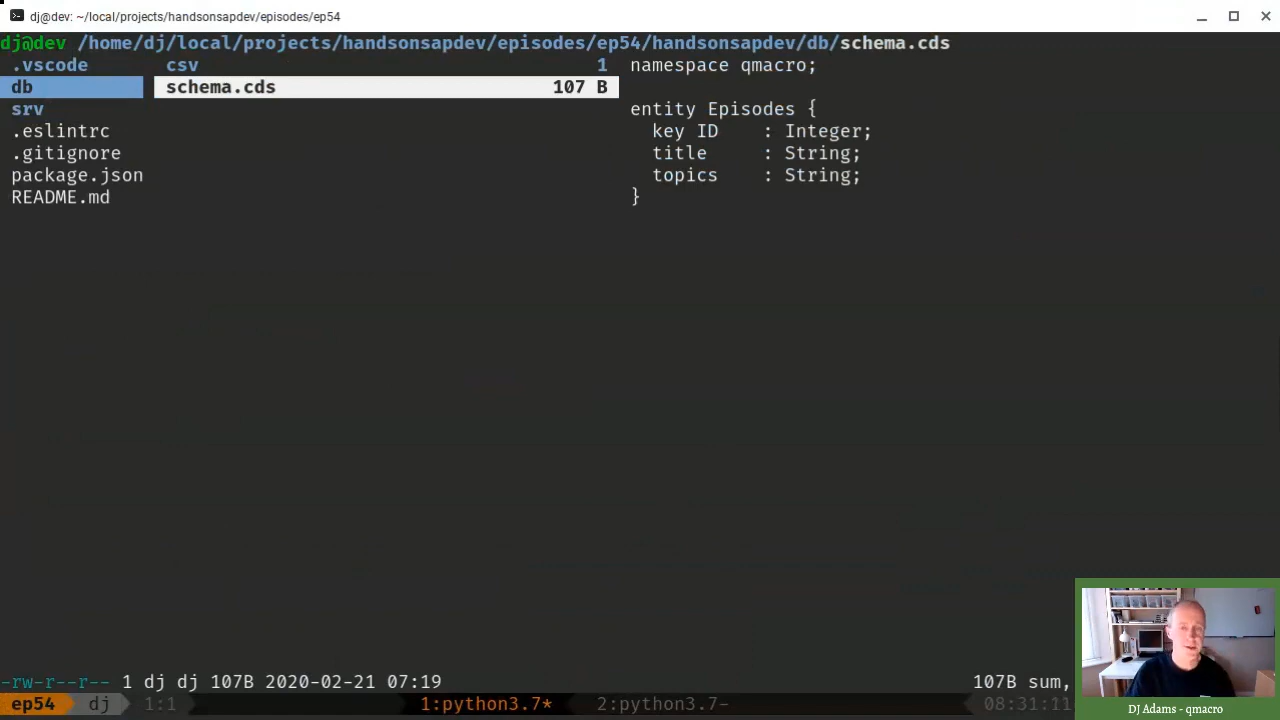 dj@dev: ~/local/projects/handsonsapdev/episodes/ep54
dj@dev /home/dj/local/projects/handsonsapdev/episodes/ep54/handsonsapdev/db/schema.cds
.vscode
db
srv
.eslintrc
.gitignore
package.json
README.md
csv 1
schema.cds 107 B
namespace qmacro;
entity Episodes {
key ID : Integer;
title : String;
topics : String;
}
-rw-r--r-- 1 dj dj 107B 2020-02-21 07:19 107B sum,
ep54 dj 1:1 1:python3.7* 2:python3.7- 08:31:11
DJ Adams - qmacro